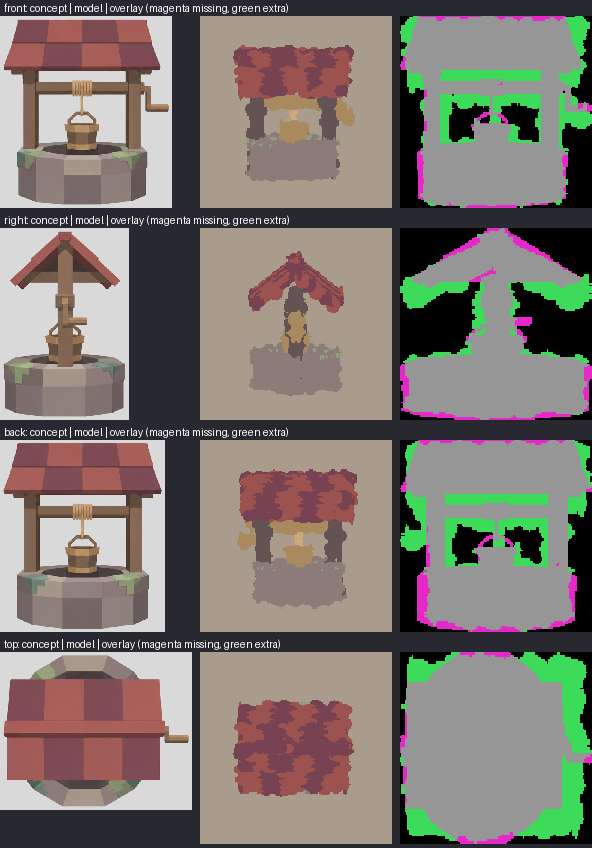 front: concept | model | overlay (magenta missing, green extra)
right: concept | model | overlay (magenta missing, green extra)
back: concept | model | overlay (magenta missing, green extra)
top: concept | model | overlay (magenta missing, green extra)